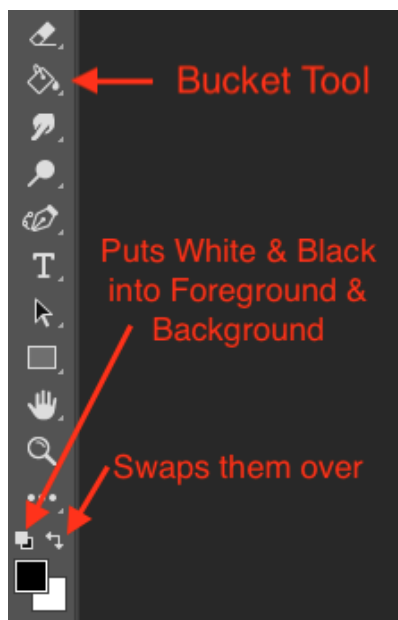 Bucket Tool
T
Puts White & Black
into Foreground &
Background
Swaps them over